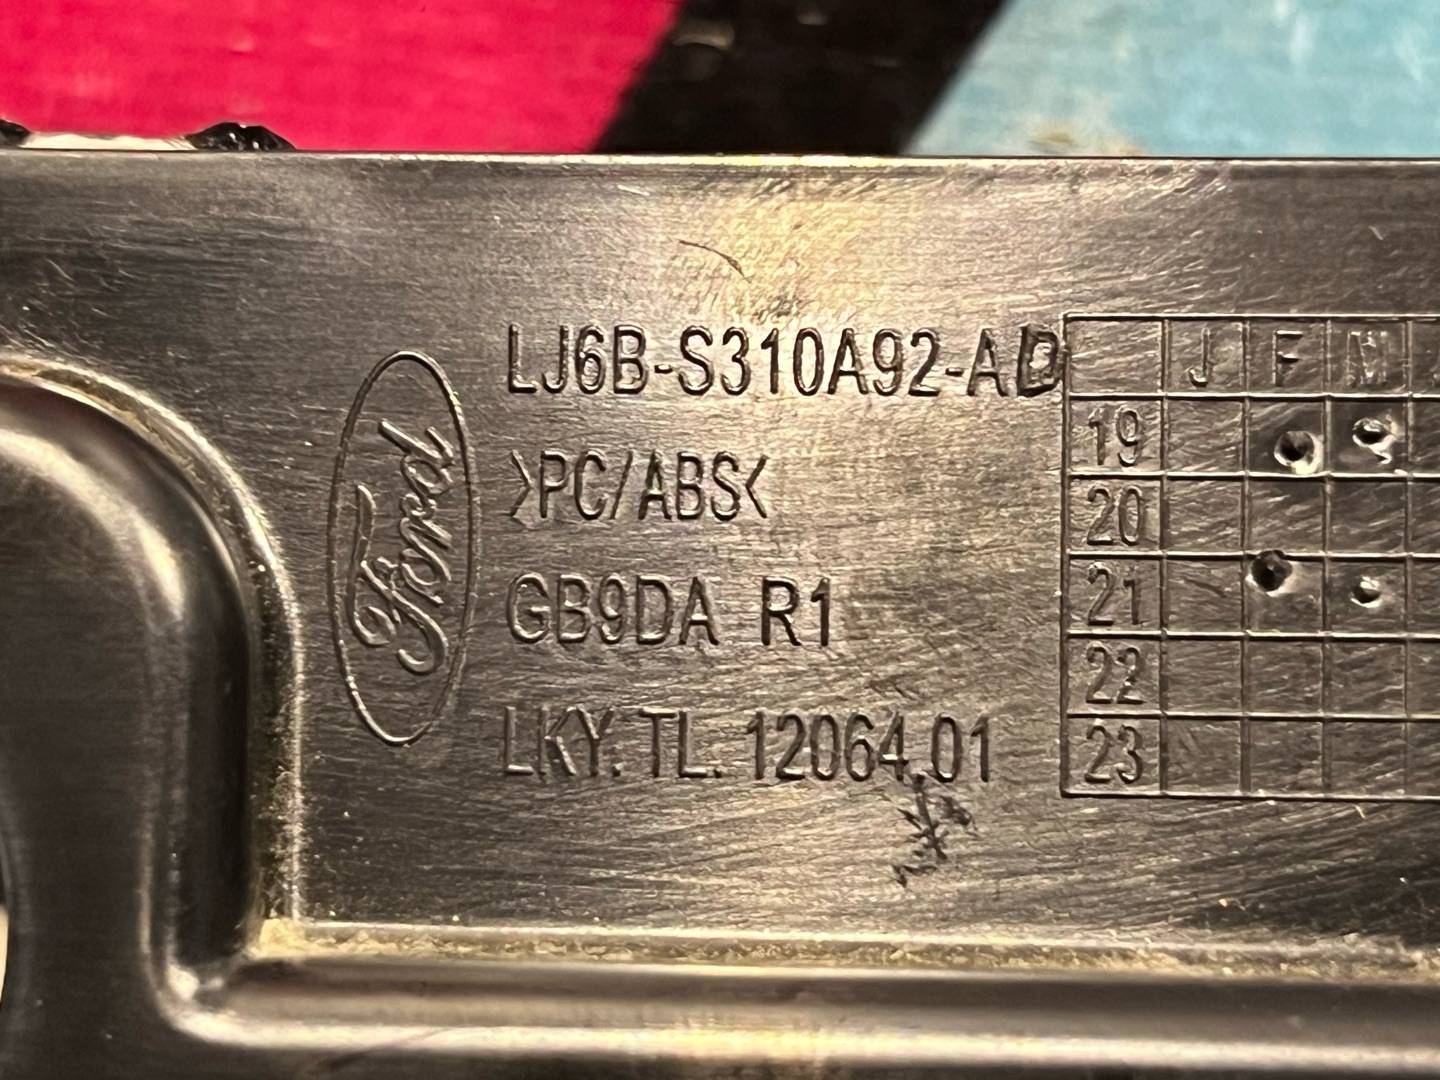 Ford
LJ6B-S310A92-AD
>PC/ABS<
GB9DA R1
LKY. TL. 12064.01
J F M
19
20
21
22
23